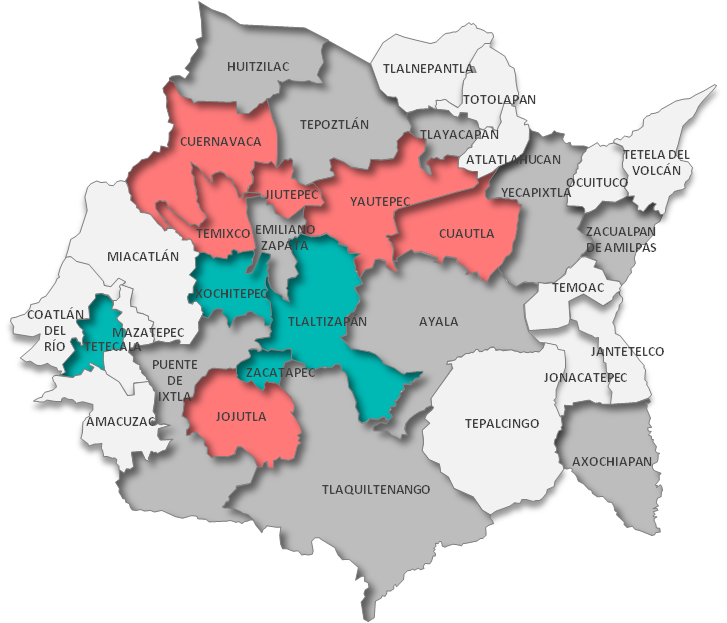 HUITZILAC
TLALNEPANTLA
TOTOLAPAN
TEPOZTLÁN
TLAYACAPAN
CUERNAVACA
ATLATLAHUCAN
TETELA DEL
VOLCÁN
OCUITUCO
YECAPIXTLA
JIUTEPEC
YAUTEPEC
TEMIXCO
EMILIANO
ZAPATA
CUAUTLA
ZACUALPAN
DE AMILPAS
MIACATLÁN
XOCHITEPEC
TEMOAC
COATLÁN
DEL
RÍO
MAZATEPEC
TETECALA
TLALTIZAPÁN
AYALA
JANTETELCO
PUENTE
DE
IXTLA
ZACATAPEC
JONACATEPEC
AMACUZAC
JOJUTLA
TEPALCINGO
AXOCHIAPAN
TLAQUILTENANGO